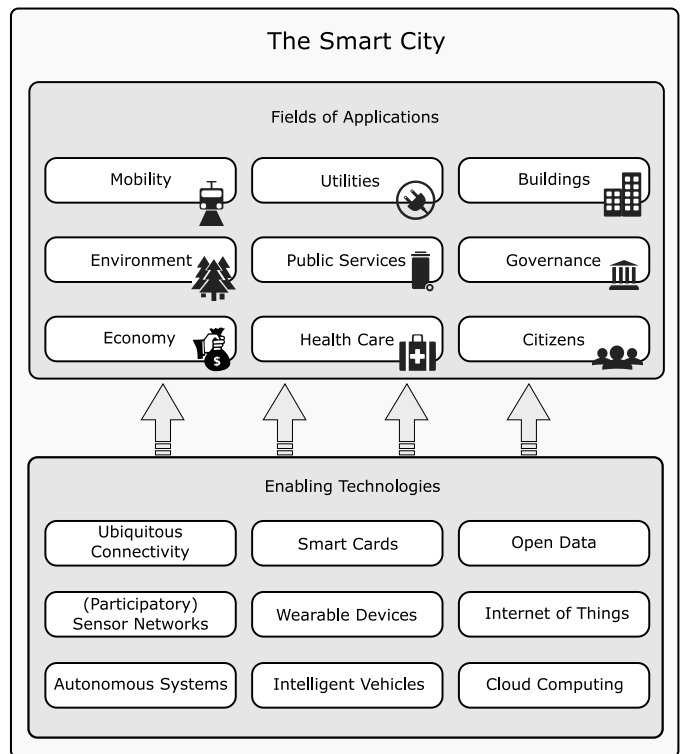 The Smart City
Fields of Applications
Mobility
Utilities
Buildings
Environment
Public Services
Governance
Economy
$
Health Care
Citizens
Enabling Technologies
Ubiquitous
Connectivity
Smart Cards
Open Data
(Participatory)
Sensor Networks
Wearable Devices
Internet of Things
Autonomous Systems
Intelligent Vehicles
Cloud Computing